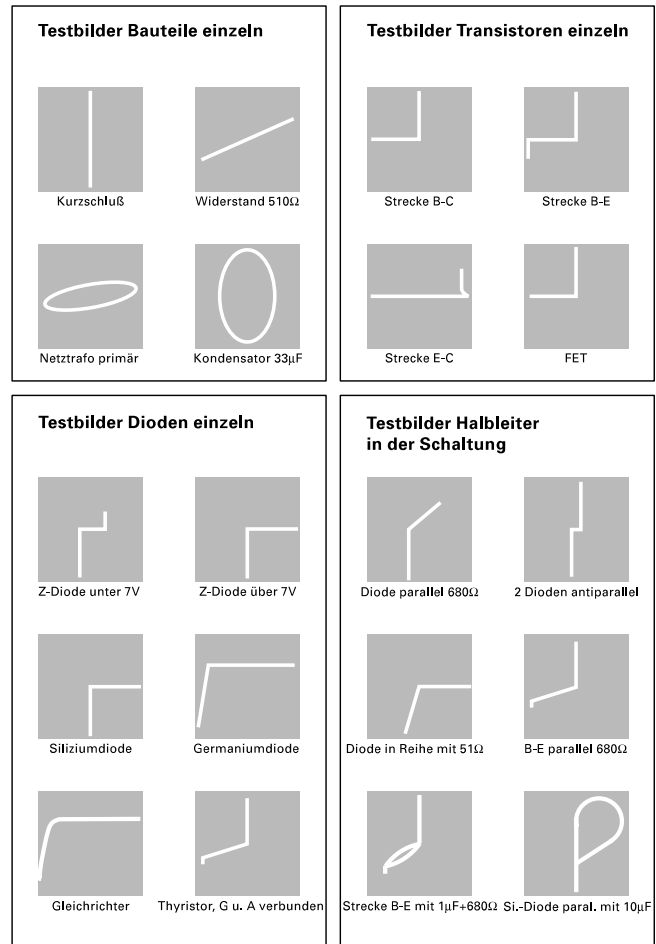 Testbilder Bauteile einzeln
Kurzschluß
Widerstand 510Ω
Netztrafo primär
Kondensator 33µF
Testbilder Transistoren einzeln
Strecke B-C
Strecke B-E
Strecke E-C
FET
Testbilder Dioden einzeln
Z-Diode unter 7V
Z-Diode über 7V
Siliziumdiode
Germaniumdiode
Gleichrichter
Thyristor, G u. A verbunden
Testbilder Halbleiter
in der Schaltung
Diode parallel 680Ω
2 Dioden antiparallel
Diode in Reihe mit 51Ω
B-E parallel 680Ω
Strecke B-E mit 1µF+680Ω
Si.-Diode paral. mit 10µF